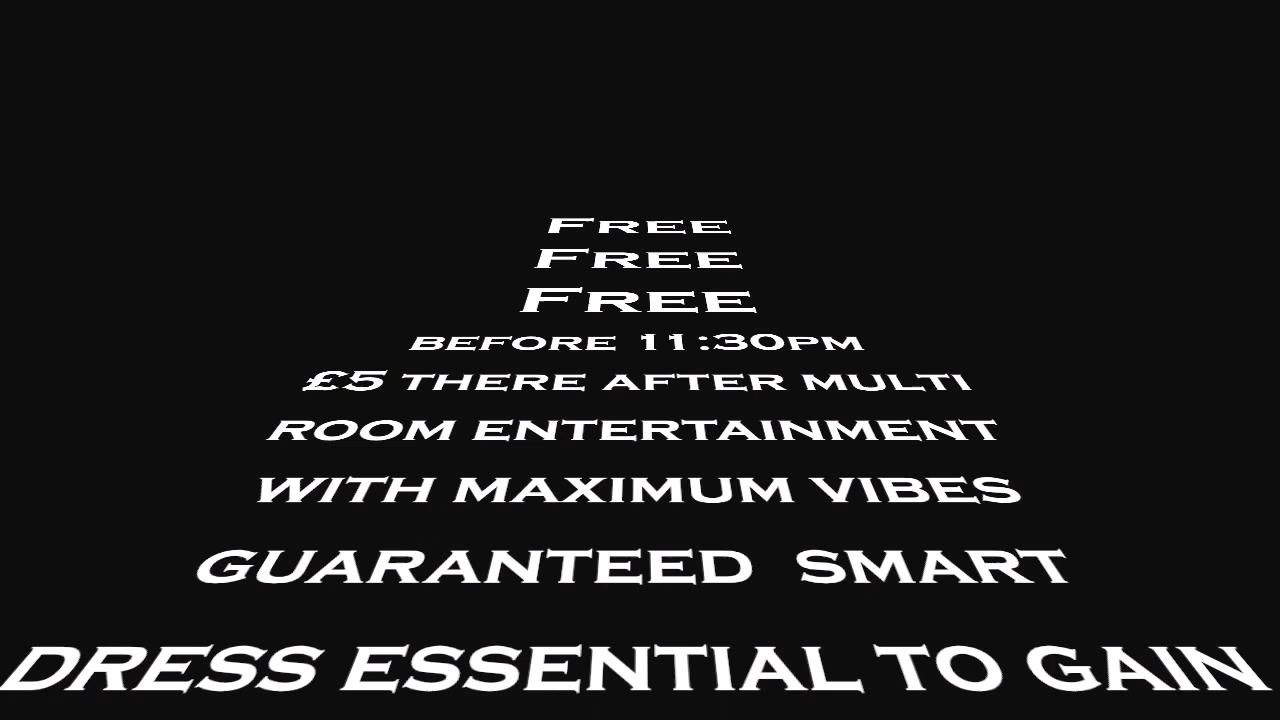 Free
Free
Free
before 11:30pm
£5 there after multi
room entertainment
with maximum vibes
guaranteed smart
dress essential to gain